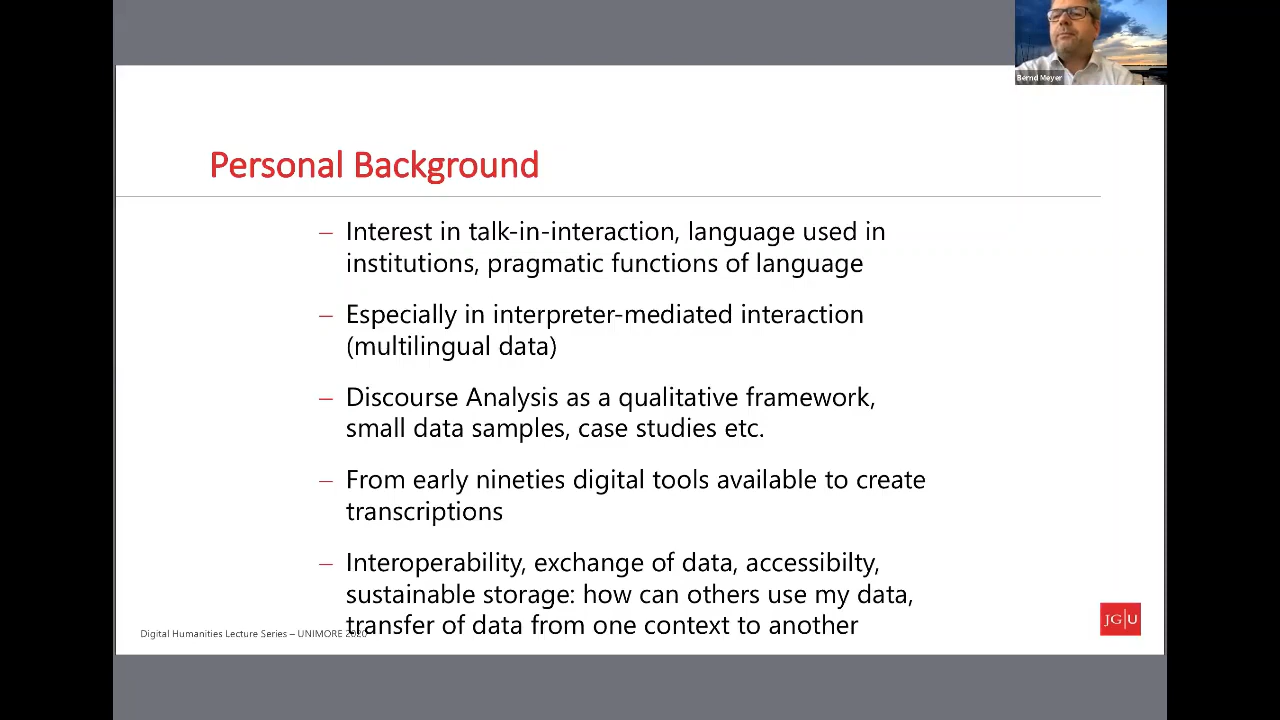 Bernd Meyer
Personal Background
– Interest in talk-in-interaction, language used in
institutions, pragmatic functions of language
– Especially in interpreter-mediated interaction
(multilingual data)
– Discourse Analysis as a qualitative framework,
small data samples, case studies etc.
– From early nineties digital tools available to create
transcriptions
– Interoperability, exchange of data, accessibilty,
sustainable storage: how can others use my data,
transfer of data from one context to another
Digital Humanities Lecture Series – UNIMORE 2020
JG|U